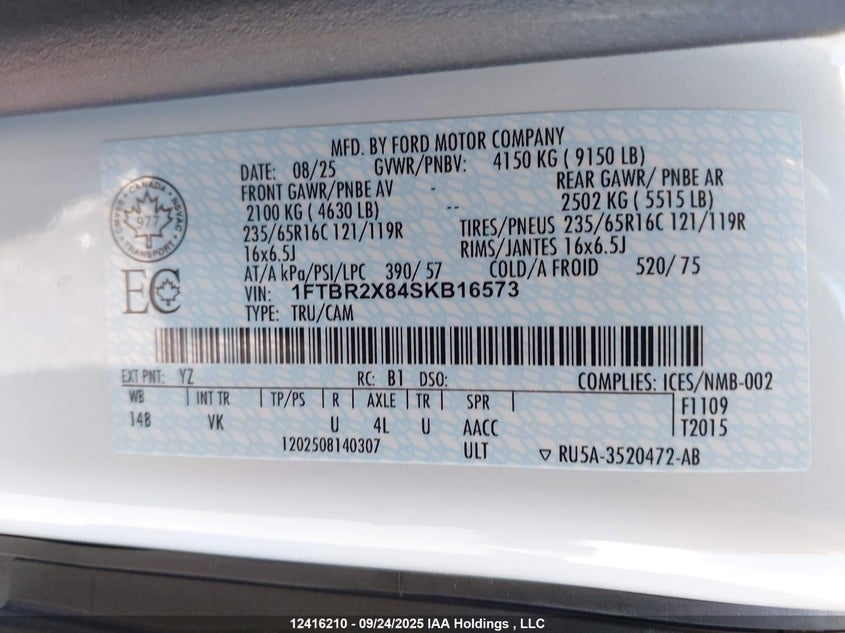 MFD. BY FORD MOTOR COMPANY
DATE: 08/25 GVWR/PNBV: 4150 KG ( 9150 LB)
FRONT GAWR/PNBE AV - REAR GAWR/ PNBE AR
2100 KG ( 4630 LB) -- 2502 KG ( 5515 LB)
235/65R16C 121/119R TIRES/PNEUS 235/65R16C 121/119R
16x6.5J RIMS/JANTES 16x6.5J
AT/A kPa/PSI/LPC 390/ 57 COLD/A FROID 520/ 75
VIN: 1FTBR2X84SKB16573
TYPE: TRU/CAM
CANADA
977
TRANSPORT
CMVSS
NSVAC
EC
EXT PNT: YZ RC: B1 DSO: COMPLIES: ICES/NMB-002
WB INT TR TP/PS R AXLE TR SPR F1109
148 VK U 4L U AACC T2015
1202508140307 ULT RU5A-3520472-AB
12416210 - 09/24/2025 IAA Holdings , LLC